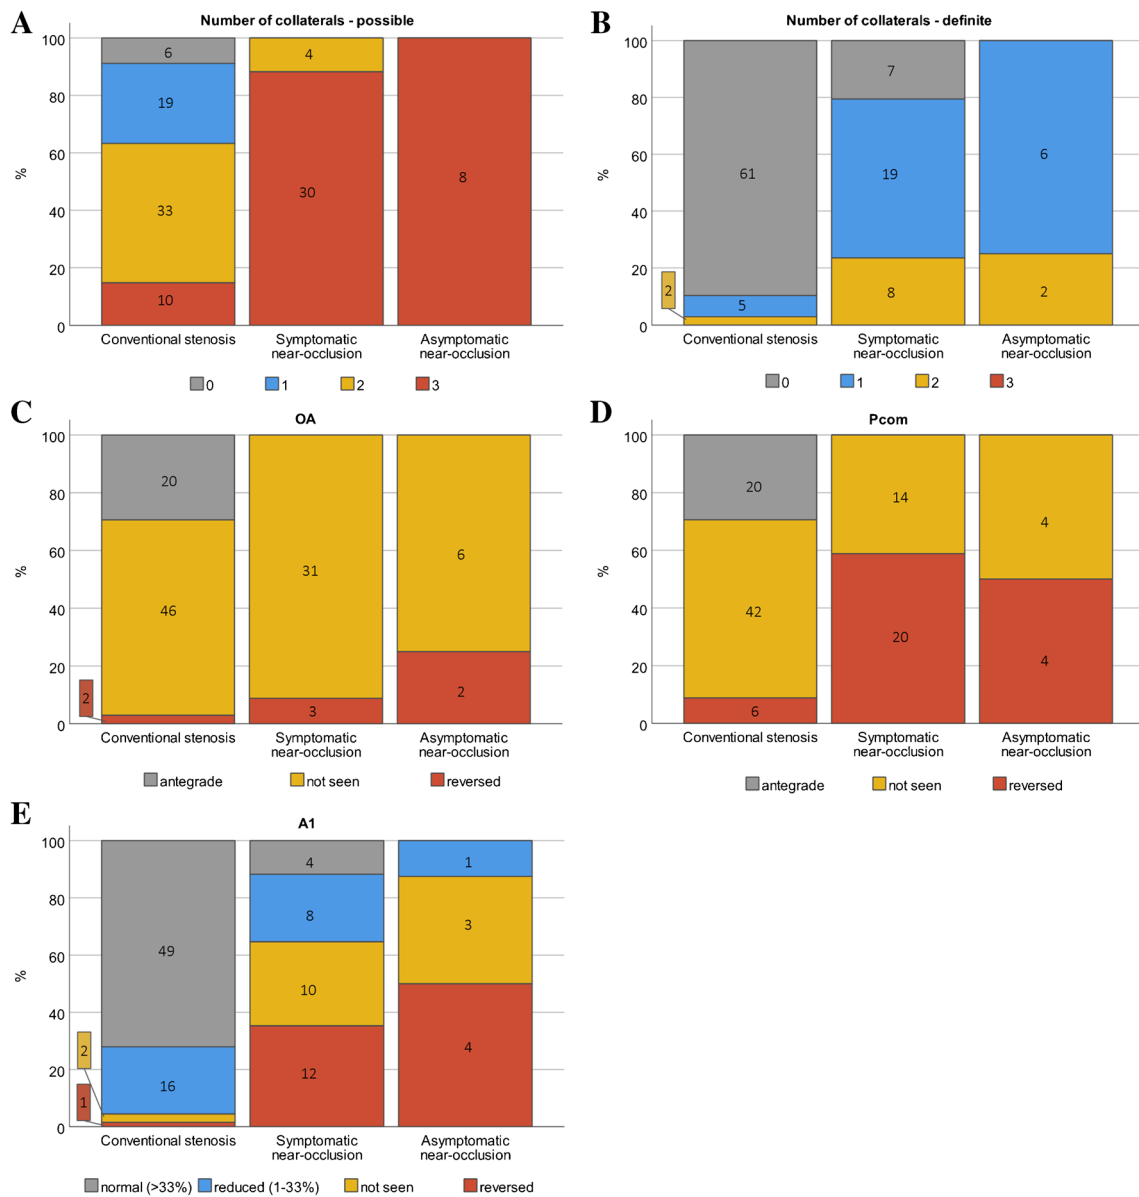 A
Number of collaterals - possible
100
80
60
40
20
0
%
6
19
33
10
4
30
8
Conventional stenosis
Symptomatic
near-occlusion
Asymptomatic
near-occlusion
0 1 2 3
B
Number of collaterals - definite
100
80
60
40
20
0
%
61
5
2
7
19
8
6
2
Conventional stenosis
Symptomatic
near-occlusion
Asymptomatic
near-occlusion
0 1 2 3
C
OA
100
80
60
40
20
0
%
20
46
2
31
3
6
2
Conventional stenosis
Symptomatic
near-occlusion
Asymptomatic
near-occlusion
antegrade not seen reversed
D
Pcom
100
80
60
40
20
0
%
20
42
6
14
20
4
4
Conventional stenosis
Symptomatic
near-occlusion
Asymptomatic
near-occlusion
antegrade not seen reversed
E
A1
100
80
60
40
20
0
%
49
16
2
1
4
8
10
12
1
3
4
Conventional stenosis
Symptomatic
near-occlusion
Asymptomatic
near-occlusion
normal (>33%) reduced (1-33%) not seen reversed